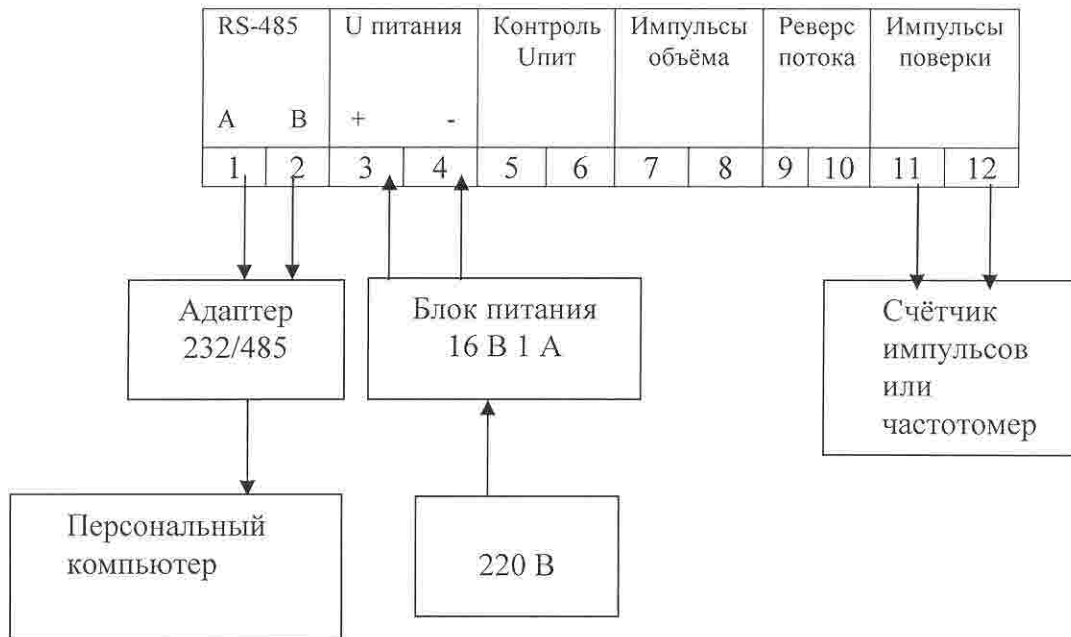 RS-485 U питания Контроль Импульсы Реверс Импульсы
Uпит объёма потока поверки
A B + -
1 2 3 4 5 6 7 8 9 10 11 12
Адаптер
232/485
Блок питания
16 В 1 А
Счётчик
импульсов
или
частотомер
Персональный
компьютер
220 В